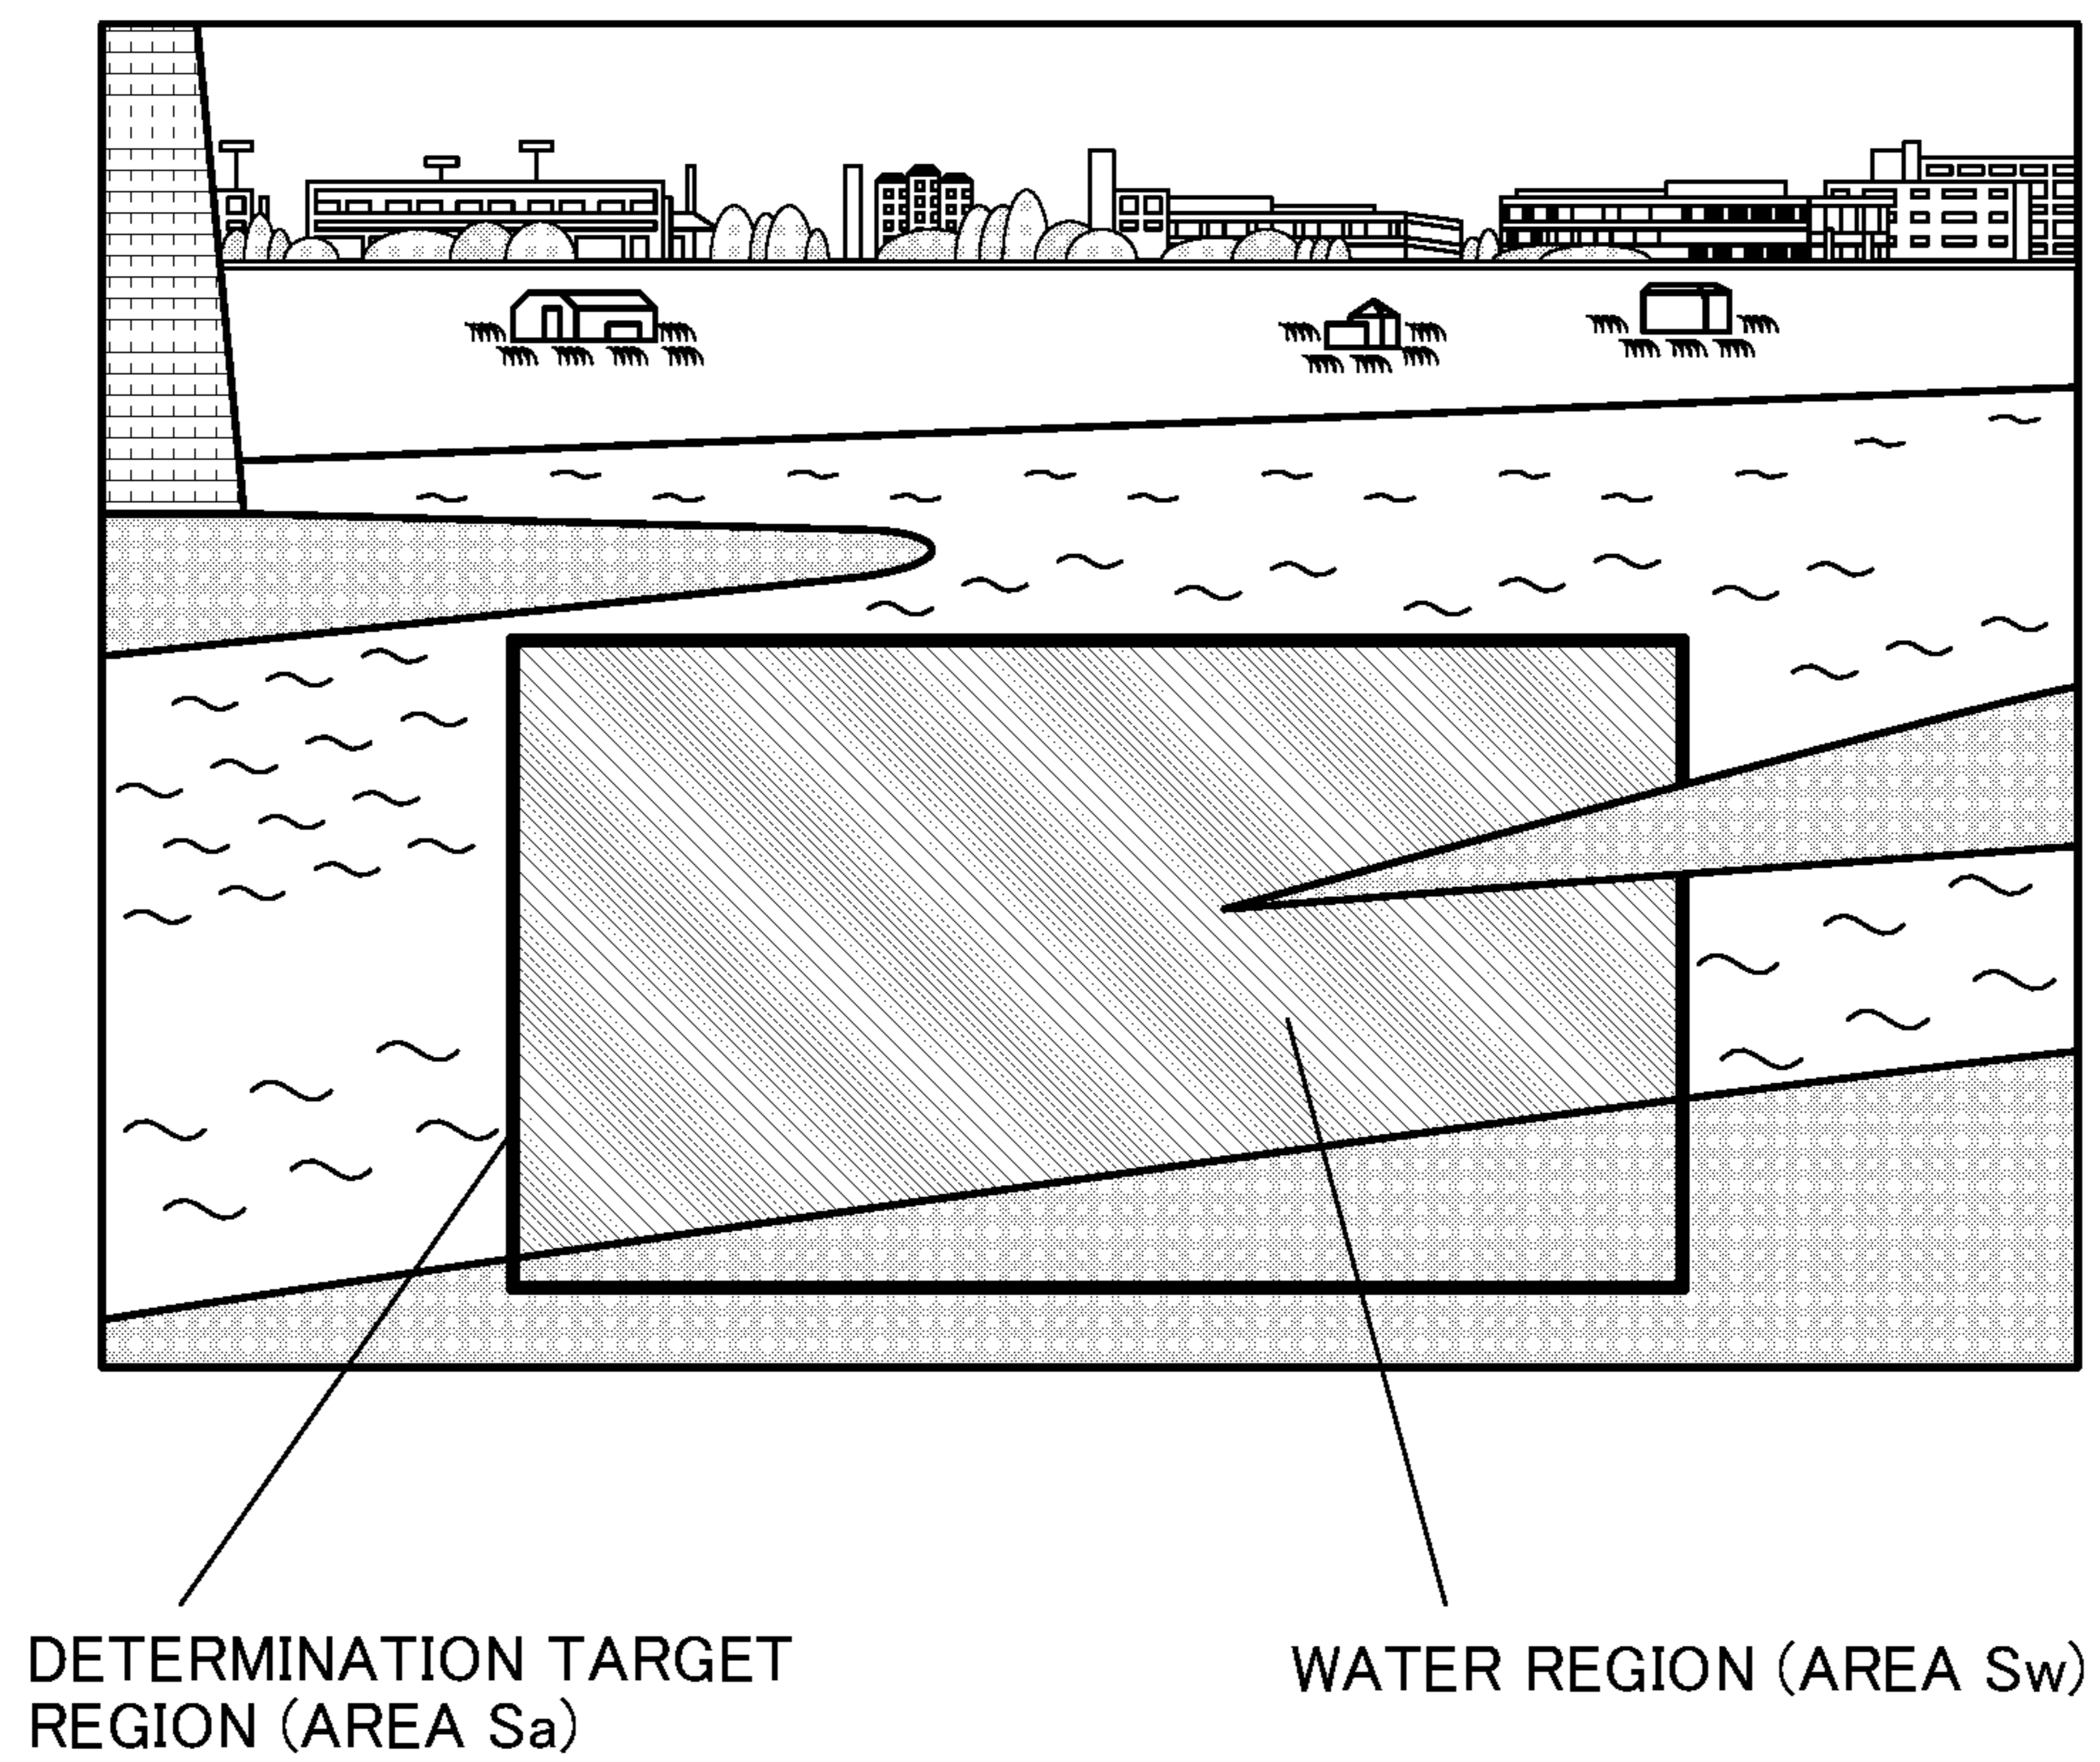 DETERMINATION TARGET
REGION (AREA Sa)
WATER REGION (AREA Sw)